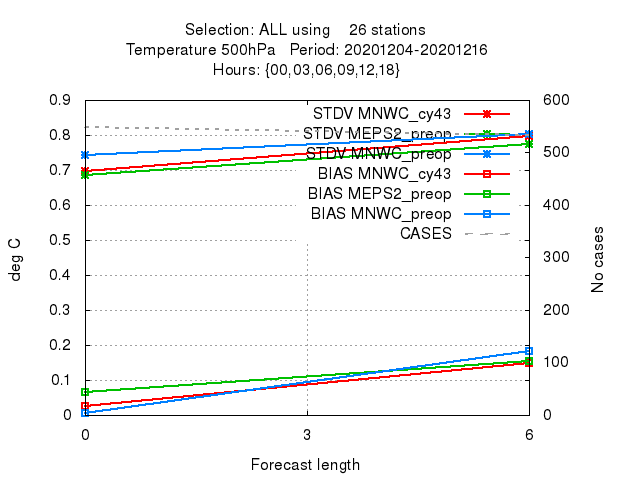 Selection: ALL using    26 stations
Temperature 500hPa   Period: 20201204-20201216
Hours: {00,03,06,09,12,18}
0.9
0.8
0.7
0.6
0.5
0.4
0.3
0.2
0.1
0
deg C
STDV MNWC_cy43
STDV MEPS2_preop
STDV MNWC_preop
BIAS MNWC_cy43
BIAS MEPS2_preop
BIAS MNWC_preop
CASES
600
500
400
300
200
100
0
No cases
0 3 6
Forecast length